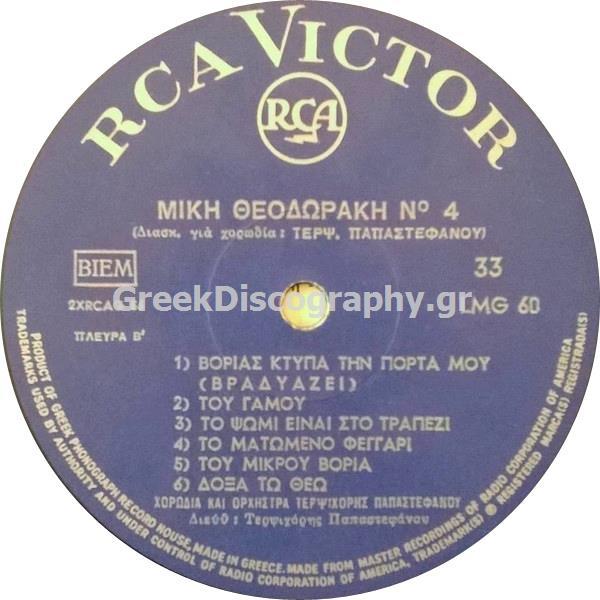 RCA VICTOR
RCA
ΜΙΚΗ ΘΕΟΔΩΡΑΚΗ Νº 4
(Διασκ. γιὰ χορωδία: ΤΕΡΨ. ΠΑΠΑΣΤΕΦΑΝΟΥ)
BIEM
33
GreekDiscography.gr
LMG 60
ΠΛΕΥΡΑ Β'
1) ΒΟΡΙΑΣ ΚΤΥΠΑ ΤΗΝ ΠΟΡΤΑ ΜΟΥ
(ΒΡΑΔΥΑΖΕΙ)
2) ΤΟΥ ΓΑΜΟΥ
3) ΤΟ ΨΩΜΙ ΕΙΝΑΙ ΣΤΟ ΤΡΑΠΕΖΙ
4) ΤΟ ΜΑΤΩΜΕΝΟ ΦΕΓΓΑΡΙ
5) ΤΟΥ ΜΙΚΡΟΥ ΒΟΡΙΑ
6) ΔΟΞΑ ΤΩ ΘΕΩ
ΧΟΡΩΔΙΑ ΚΑΙ ΟΡΧΗΣΤΡΑ ΤΕΡΨΙΧΟΡΗΣ ΠΑΠΑΣΤΕΦΑΝΟΥ
Διεύθ: Τερψιχόρης Παπαστεφάνου
PRODUCT OF GREEK PHONOGRAPH RECORD HOUSE, MADE IN GREECE. MADE FROM MASTER RECORDINGS OF RADIO CORPORATION OF AMERICA
TRADEMARKS USED BY AUTHORITY AND UNDER CONTROL OF RADIO CORPORATION OF AMERICA, TRADEMARK(S) ® REGISTERED MARCA(S) REGISTRADA(S)